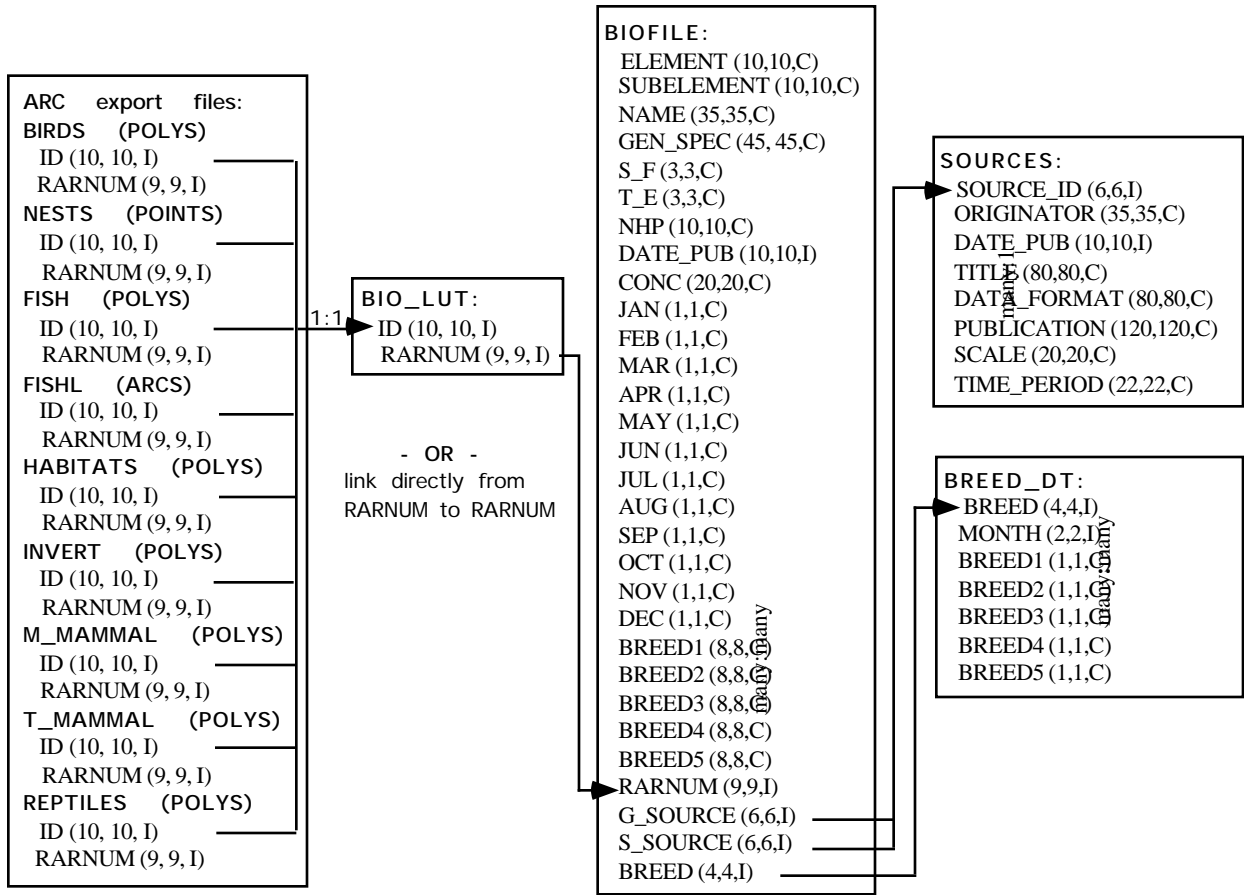 ARC export files:
BIRDS (POLYS)
ID (10, 10, I)
RARNUM (9, 9, I)
NESTS (POINTS)
ID (10, 10, I)
RARNUM (9, 9, I)
FISH (POLYS)
ID (10, 10, I)
RARNUM (9, 9, I)
FISHL (ARCS)
ID (10, 10, I)
RARNUM (9, 9, I)
HABITATS (POLYS)
ID (10, 10, I)
RARNUM (9, 9, I)
INVERT (POLYS)
ID (10, 10, I)
RARNUM (9, 9, I)
M_MAMMAL (POLYS)
ID (10, 10, I)
RARNUM (9, 9, I)
T_MAMMAL (POLYS)
ID (10, 10, I)
RARNUM (9, 9, I)
REPTILES (POLYS)
ID (10, 10, I)
RARNUM (9, 9, I)
1:1
BIO_LUT:
ID (10, 10, I)
RARNUM (9, 9, I)
- OR -
link directly from
RARNUM to RARNUM
BIOFILE:
ELEMENT (10,10,C)
SUBELEMENT (10,10,C)
NAME (35,35,C)
GEN_SPEC (45, 45,C)
S_F (3,3,C)
T_E (3,3,C)
NHP (10,10,C)
DATE_PUB (10,10,I)
CONC (20,20,C)
JAN (1,1,C)
FEB (1,1,C)
MAR (1,1,C)
APR (1,1,C)
MAY (1,1,C)
JUN (1,1,C)
JUL (1,1,C)
AUG (1,1,C)
SEP (1,1,C)
OCT (1,1,C)
NOV (1,1,C)
DEC (1,1,C)
BREED1 (8,8,C)
BREED2 (8,8,C)
BREED3 (8,8,C)
BREED4 (8,8,C)
BREED5 (8,8,C)
many:many
RARNUM (9,9,I)
G_SOURCE (6,6,I)
S_SOURCE (6,6,I)
BREED (4,4,I)
SOURCES:
SOURCE_ID (6,6,I)
ORIGINATOR (35,35,C)
DATE_PUB (10,10,I)
TITLE (80,80,C)
DATA_FORMAT (80,80,C)
many:1
PUBLICATION (120,120,C)
SCALE (20,20,C)
TIME_PERIOD (22,22,C)
BREED_DT:
BREED (4,4,I)
MONTH (2,2,I)
BREED1 (1,1,C)
BREED2 (1,1,C)
BREED3 (1,1,C)
many:many
BREED4 (1,1,C)
BREED5 (1,1,C)